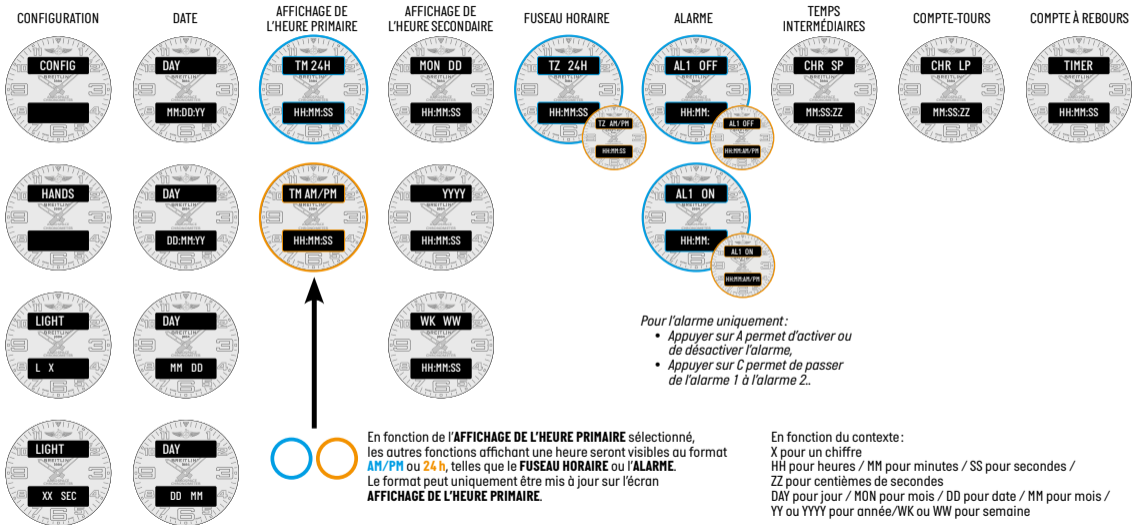 CONFIGURATION
DATE
AFFICHAGE DE
L'HEURE PRIMAIRE
AFFICHAGE DE
L'HEURE SECONDAIRE
FUSEAU HORAIRE
ALARME
TEMPS
INTERMÉDIAIRES
COMPTE-TOURS
COMPTE À REBOURS
CONFIG
DAY
MM:DD:YY
TM 24H
HH:MM:SS
MON DD
HH:MM:SS
TZ 24H
HH:MM:SS
TZ AM/PM
HH:MM:SS
AL1 OFF
HH:MM:
AL1 OFF
HH:MM:AM/PM
CHR SP
MM:SS:ZZ
CHR LP
MM:SS:ZZ
TIMER
HH:MM:SS
HANDS
DAY
DD:MM:YY
TM AM/PM
HH:MM:SS
YYYY
HH:MM:SS
AL1 ON
HH:MM:
AL1 ON
HH:MM:AM/PM
LIGHT
L X
DAY
MM DD
WK WW
HH:MM:SS
Pour l'alarme uniquement :
• Appuyer sur A permet d'activer ou
de désactiver l'alarme,
• Appuyer sur C permet de passer
de l'alarme 1 à l'alarme 2..
LIGHT
XX SEC
DAY
DD MM
En fonction de l'AFFICHAGE DE L'HEURE PRIMAIRE sélectionné,
les autres fonctions affichant une heure seront visibles au format
AM/PM ou 24 h, telles que le FUSEAU HORAIRE ou l'ALARME.
Le format peut uniquement être mis à jour sur l'écran
AFFICHAGE DE L'HEURE PRIMAIRE.
En fonction du contexte :
X pour un chiffre
HH pour heures / MM pour minutes / SS pour secondes /
ZZ pour centièmes de secondes
DAY pour jour / MON pour mois / DD pour date / MM pour mois /
YY ou YYYY pour année/WK ou WW pour semaine